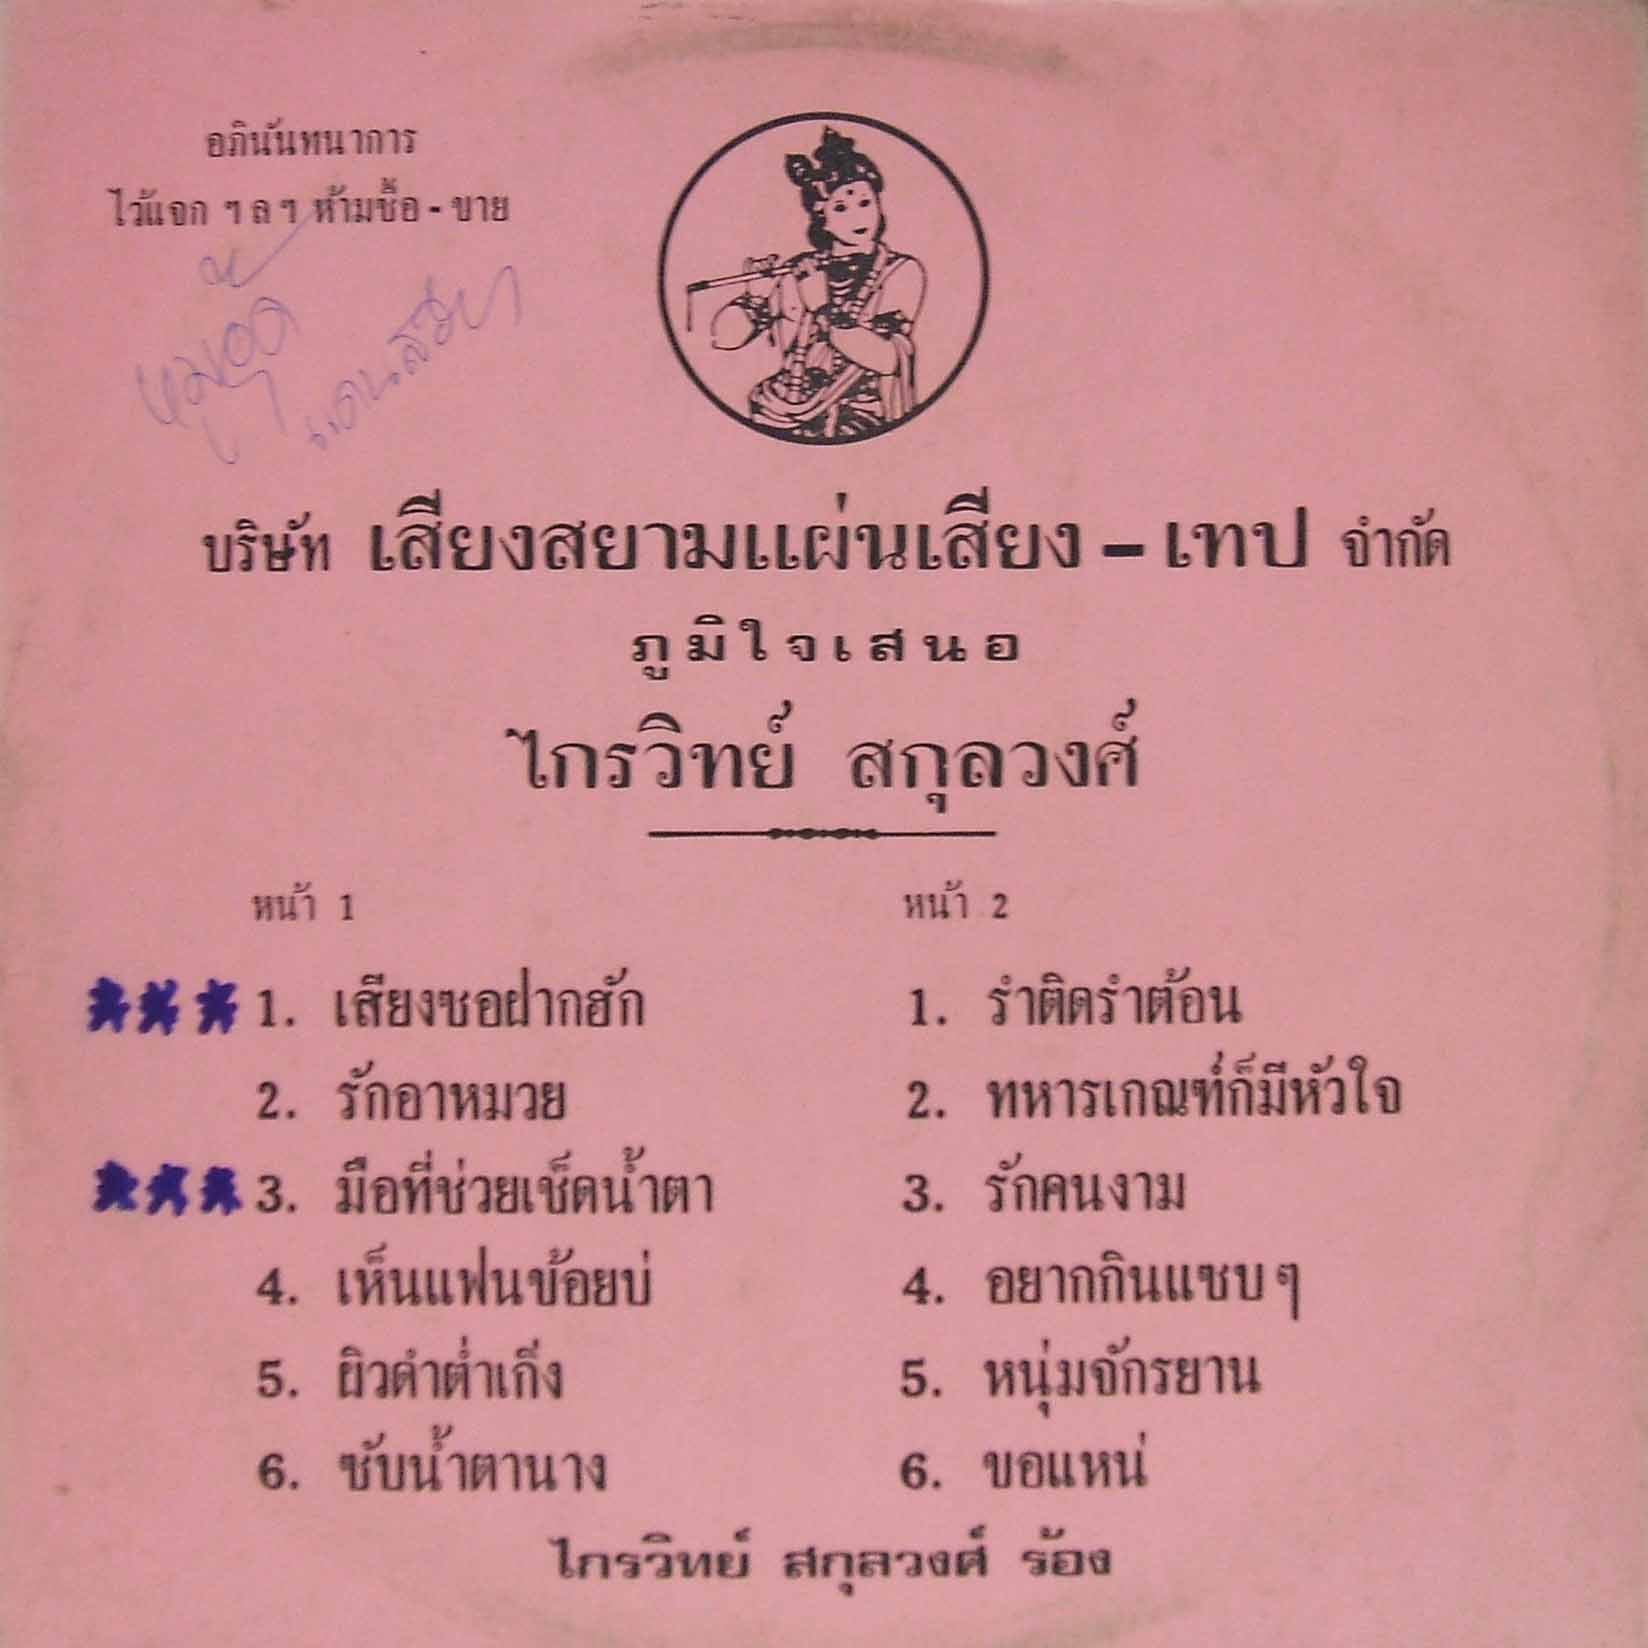 อภินันทนาการ
ไว้แจก ฯลฯ ห้ามซื้อ - ขาย
บริษัท เสียงสยามแผ่นเสียง - เทป จำกัด
ภูมิใจเสนอ
ไกรวิทย์ สกุลวงศ์
หน้า 1
1. เสียงซอฝากฮัก
2. รักอาหมวย
3. มือที่ช่วยเช็ดน้ำตา
4. เห็นแฟนข้อยบ่
5. ผิวดำต่ำเกิ่ง
6. ซับน้ำตานาง
หน้า 2
1. รำติดรำต้อน
2. ทหารเกณฑ์ก็มีหัวใจ
3. รักคนงาม
4. อยากกินแซบๆ
5. หนุ่มจักรยาน
6. ขอแหน่
ไกรวิทย์ สกุลวงศ์ ร้อง